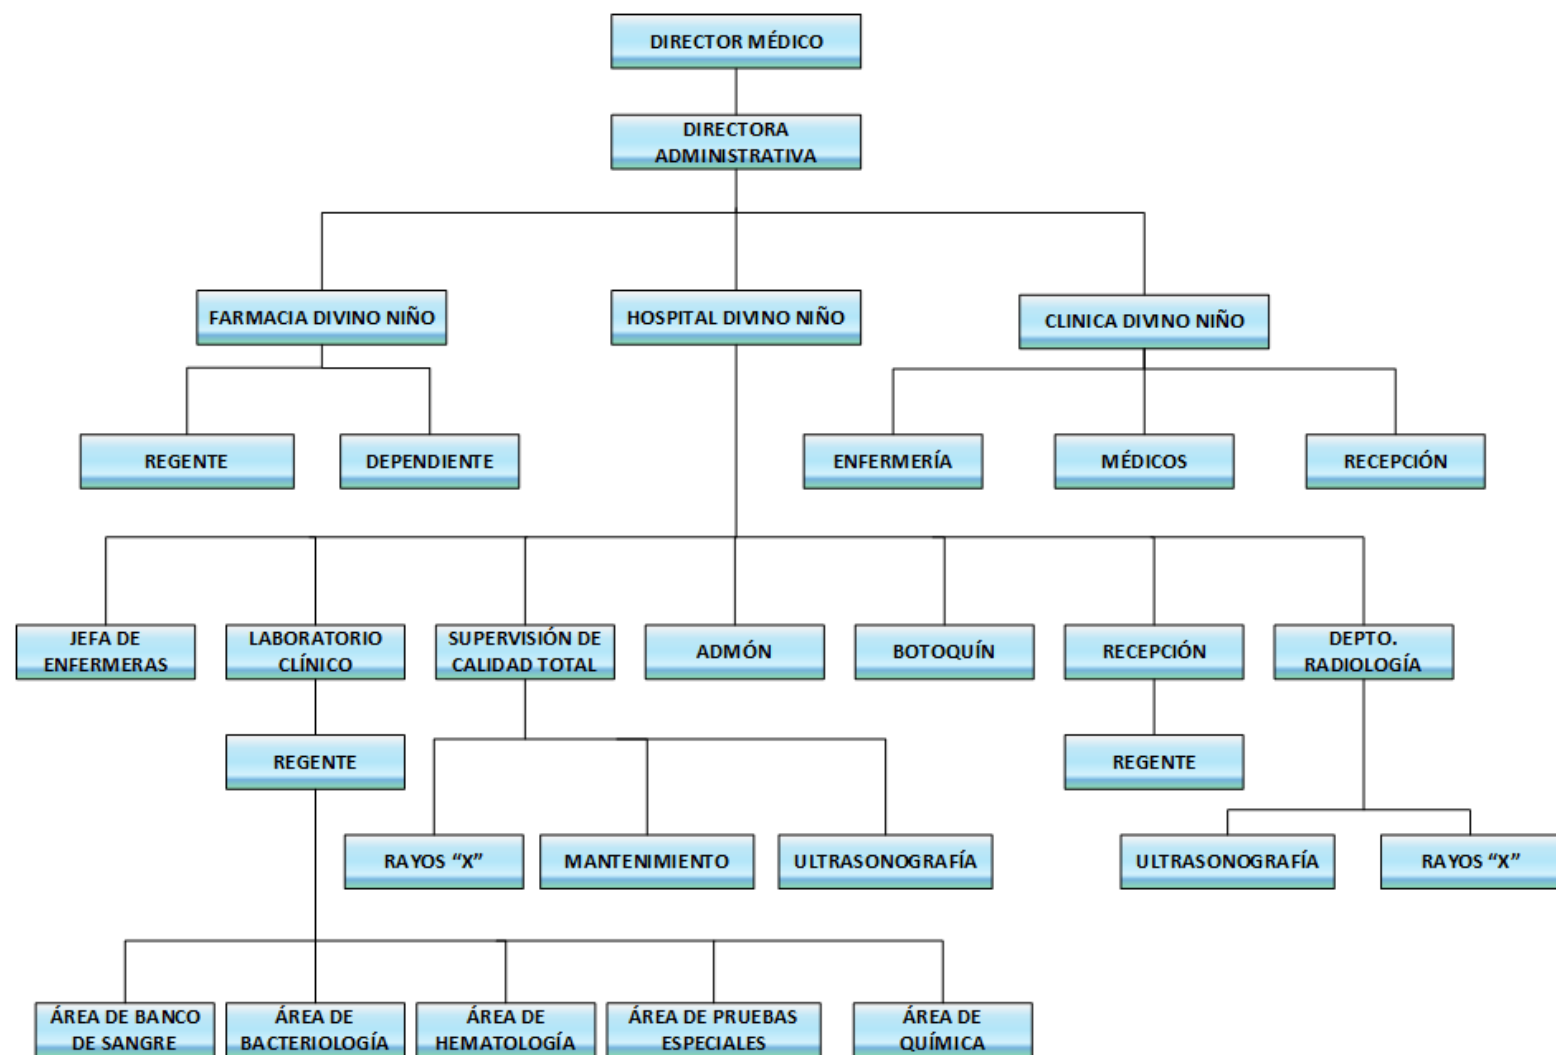 DIRECTOR MÉDICO
DIRECTORA
ADMINISTRATIVA
FARMACIA DIVINO NIÑO
HOSPITAL DIVINO NIÑO
CLINICA DIVINO NIÑO
REGENTE
DEPENDIENTE
ENFERMERÍA
MÉDICOS
RECEPCIÓN
JEFA DE
ENFERMERAS
LABORATORIO
CLÍNICO
SUPERVISIÓN DE
CALIDAD TOTAL
ADMÓN
BOTOQUÍN
RECEPCIÓN
DEPTO.
RADIOLOGÍA
REGENTE
REGENTE
RAYOS “X”
MANTENIMIENTO
ULTRASONOGRAFÍA
ULTRASONOGRAFÍA
RAYOS “X”
ÁREA DE BANCO
DE SANGRE
ÁREA DE
BACTERIOLOGÍA
ÁREA DE
HEMATOLOGÍA
ÁREA DE PRUEBAS
ESPECIALES
ÁREA DE
QUÍMICA